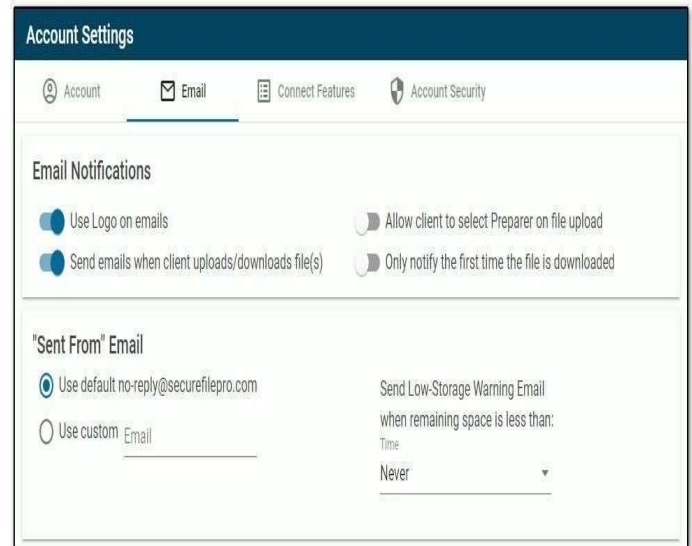 Account Settings
Account
Email
Connect Features
Account Security
Email Notifications
Use Logo on emails
Allow client to select Preparer on file upload
Send emails when client uploads/downloads file(s)
Only notify the first time the file is downloaded
"Sent From" Email
Use default no-reply@securefilepro.com
Use custom Email
Send Low-Storage Warning Email
when remaining space is less than:
Time
Never